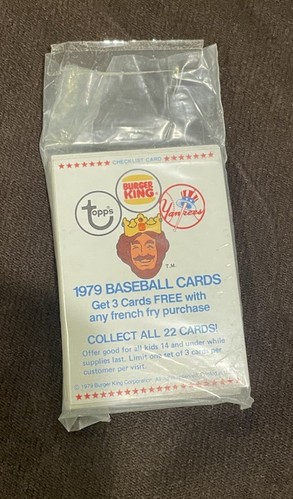 CHECKLIST CARD
BURGER KING
Topps
Yankees
T.M.
1979 BASEBALL CARDS
Get 3 Cards FREE with
any french fry purchase
COLLECT ALL 22 CARDS!
Offer good for all kids 14 and under while
supplies last. Limit one set of 3 cards per
customer per visit.
© 1979 Burger King Corporation